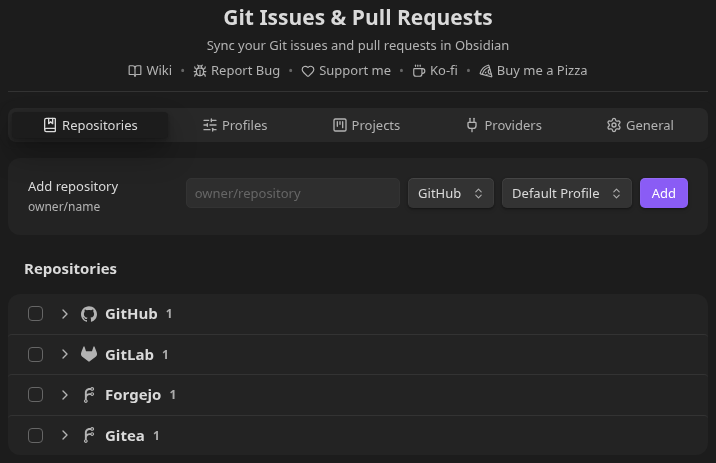 Git Issues & Pull Requests
Sync your Git issues and pull requests in Obsidian
Wiki • Report Bug • Support me • Ko-fi • Buy me a Pizza
Repositories Profiles Projects Providers General
Add repository
owner/name
owner/repository GitHub Default Profile Add
Repositories
GitHub 1
GitLab 1
Forgejo 1
Gitea 1